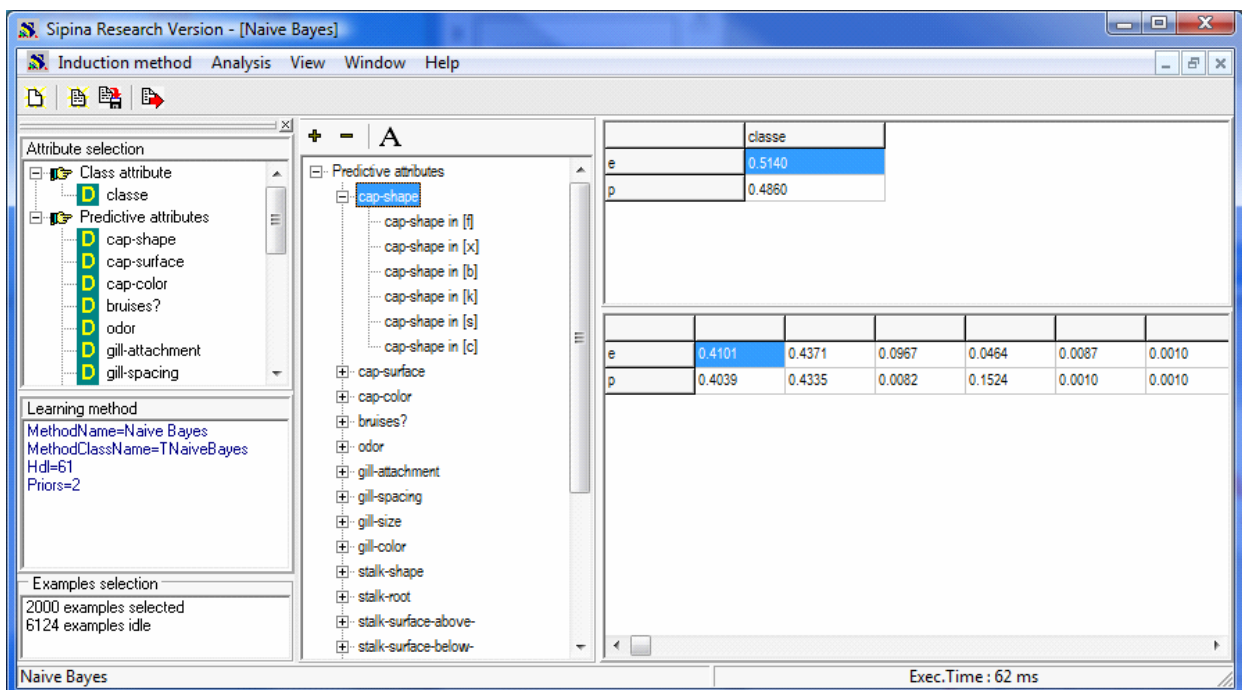 Sipina Research Version - [Naive Bayes]
Induction method Analysis View Window Help
Attribute selection
Class attribute
D classe
Predictive attributes
D cap-shape
D cap-surface
D cap-color
D bruises?
D odor
D gill-attachment
D gill-spacing
Learning method
MethodName=Naive Bayes
MethodClassName=TNaiveBayes
Hdl=61
Priors=2
Examples selection
2000 examples selected
6124 examples idle
A
Predictive attributes
cap-shape
cap-shape in [f]
cap-shape in [x]
cap-shape in [b]
cap-shape in [k]
cap-shape in [s]
cap-shape in [c]
cap-surface
cap-color
bruises?
odor
gill-attachment
gill-spacing
gill-size
gill-color
stalk-shape
stalk-root
stalk-surface-above-
stalk-surface-below-
classe
e 0.5140
p 0.4860
e 0.4101 0.4371 0.0967 0.0464 0.0087 0.0010
p 0.4039 0.4335 0.0082 0.1524 0.0010 0.0010
Naive Bayes Exec.Time : 62 ms